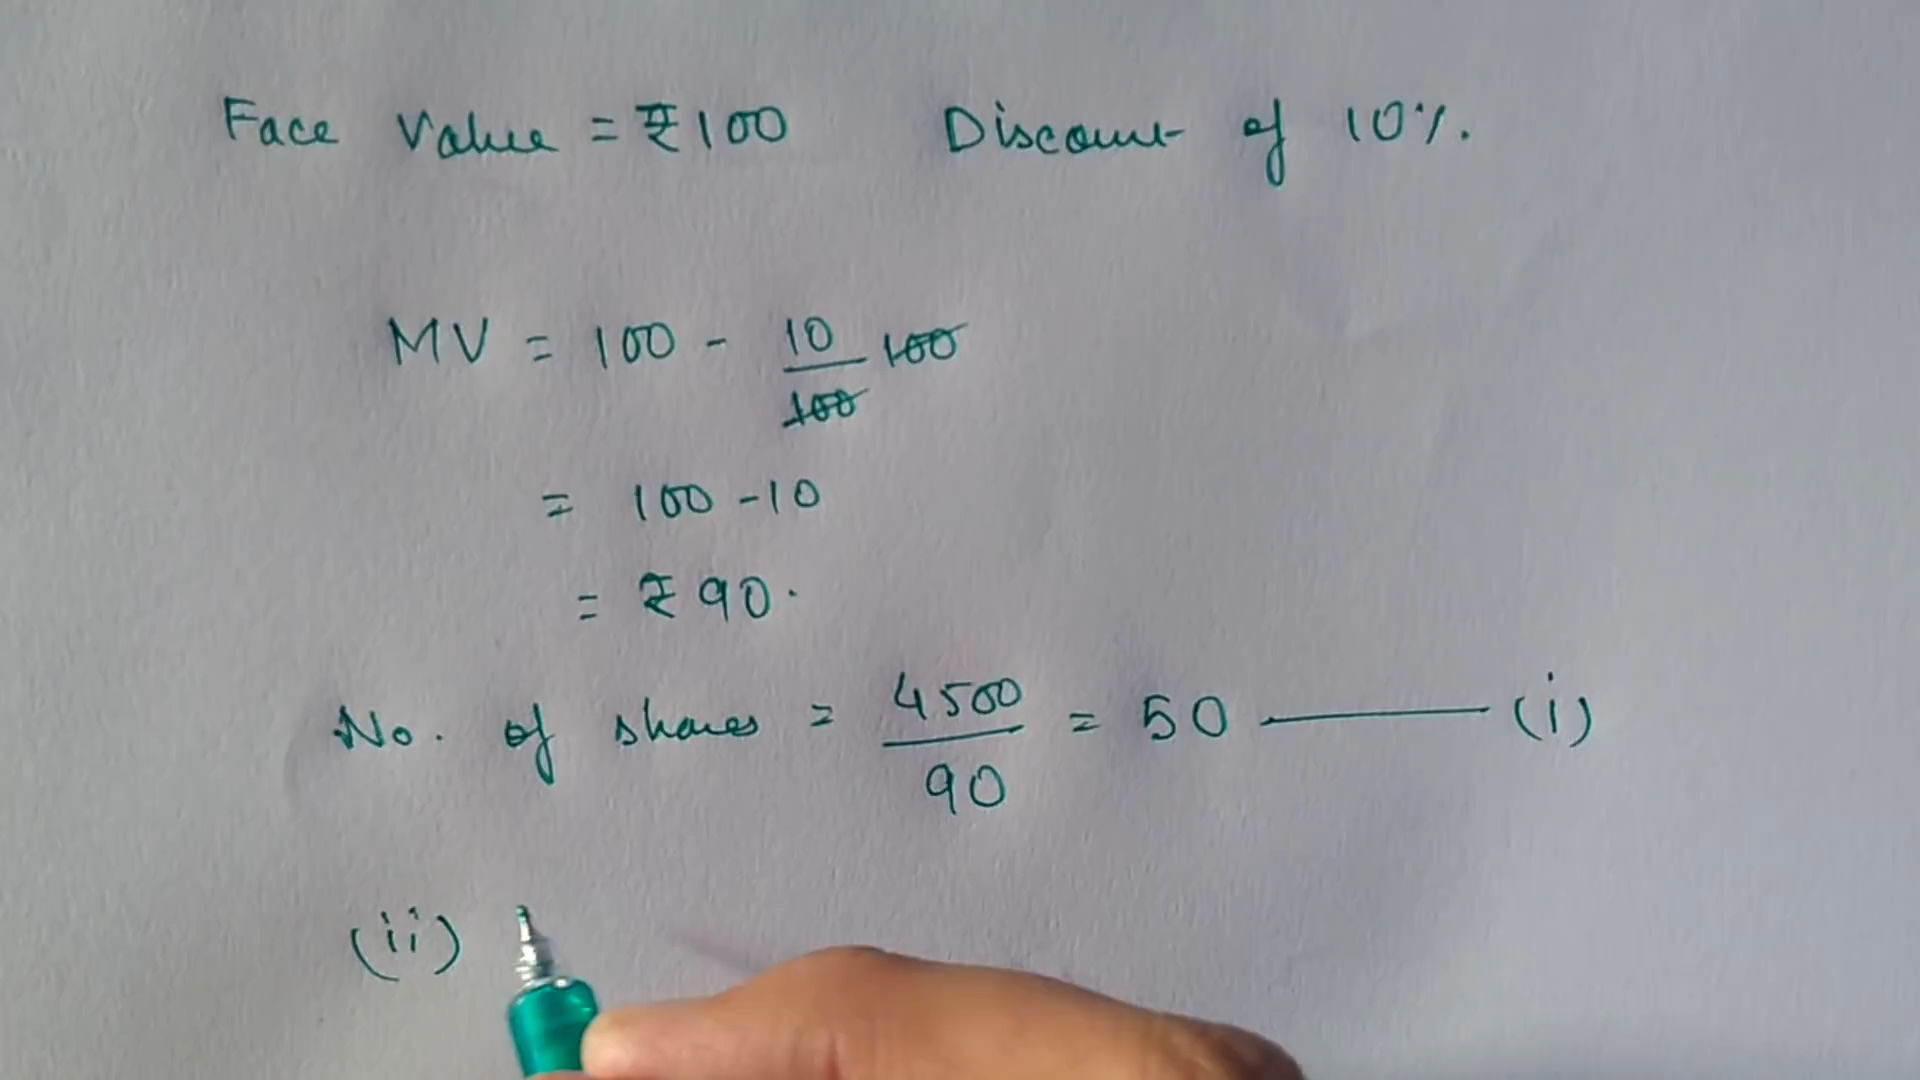 Face Value = ₹100 Discount of 10%.
MV = 100 - 10/100 100
= 100 - 10
= ₹ 90.
No. of shares = 4500/90 = 50 ——— (i)
(ii)